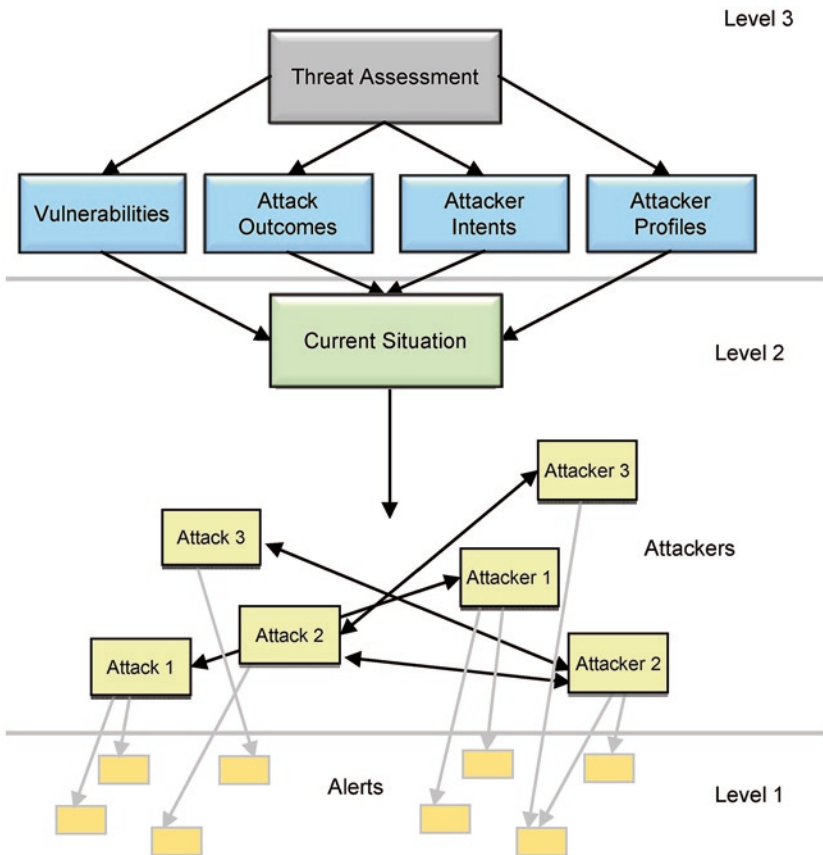 Level 3
Threat Assessment
Vulnerabilities
Attack
Outcomes
Attacker
Intents
Attacker
Profiles
Current Situation
Level 2
Attacker 3
Attack 3
Attackers
Attacker 1
Attack 2
Attack 1
Attacker 2
Alerts
Level 1